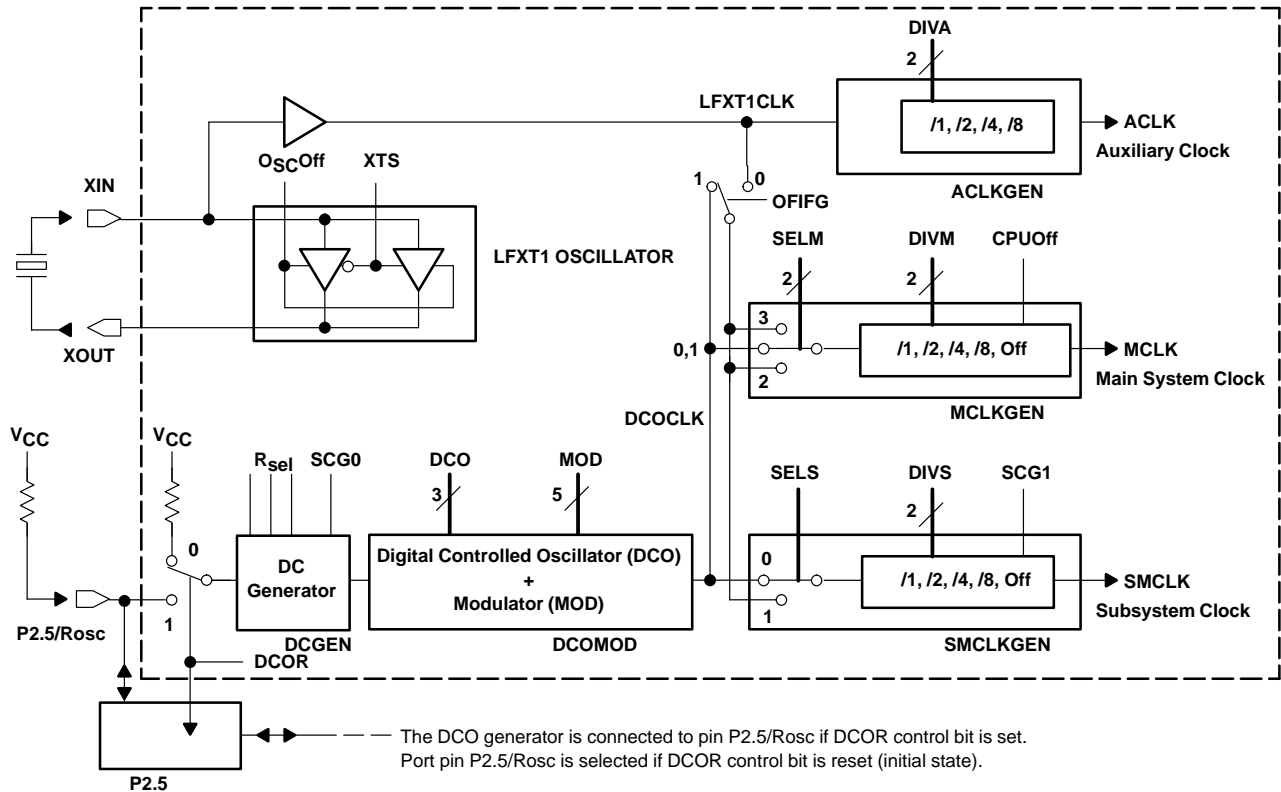 DIVA
2
LFXT1CLK
/1, /2, /4, /8
ACLK
Auxiliary Clock
ACLKGEN
OSCOff
XTS
XIN
1
0
OFIFG
LFXT1 OSCILLATOR
SELM
DIVM
CPUOff
2
2
3
0,1
2
/1, /2, /4, /8, Off
MCLK
Main System Clock
MCLKGEN
XOUT
DCOCLK
VCC
VCC
Rsel
SCG0
DCO
MOD
3
5
SELS
DIVS
SCG1
2
0
DC
Generator
Digital Controlled Oscillator (DCO)
+
Modulator (MOD)
0
1
/1, /2, /4, /8, Off
SMCLK
Subsystem Clock
P2.5/Rosc
1
DCGEN
DCOMOD
SMCLKGEN
DCOR
The DCO generator is connected to pin P2.5/Rosc if DCOR control bit is set.
Port pin P2.5/Rosc is selected if DCOR control bit is reset (initial state).
P2.5